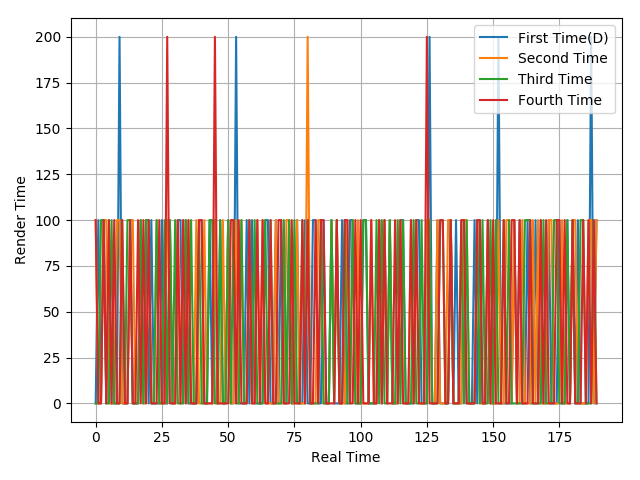 First Time(D)
Second Time
Third Time
Fourth Time
200
175
150
125
100
75
50
25
0
Render Time
0 25 50 75 100 125 150 175
Real Time